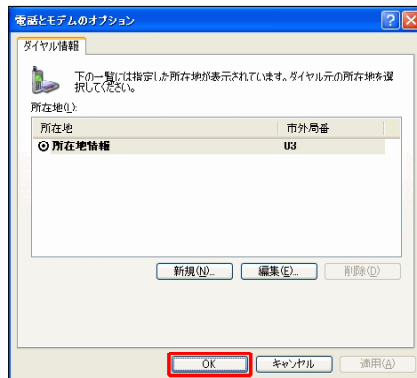 電話とモデムのオプション
ダイヤル情報
下の一覧には指定した所在地が表示されています。ダイヤル元の所在地を選
択してください。
所在地(L):
所在地 市外局番
所在地情報 03
新規(N)... 編集(E)... 削除(D)
OK キャンセル 適用(A)